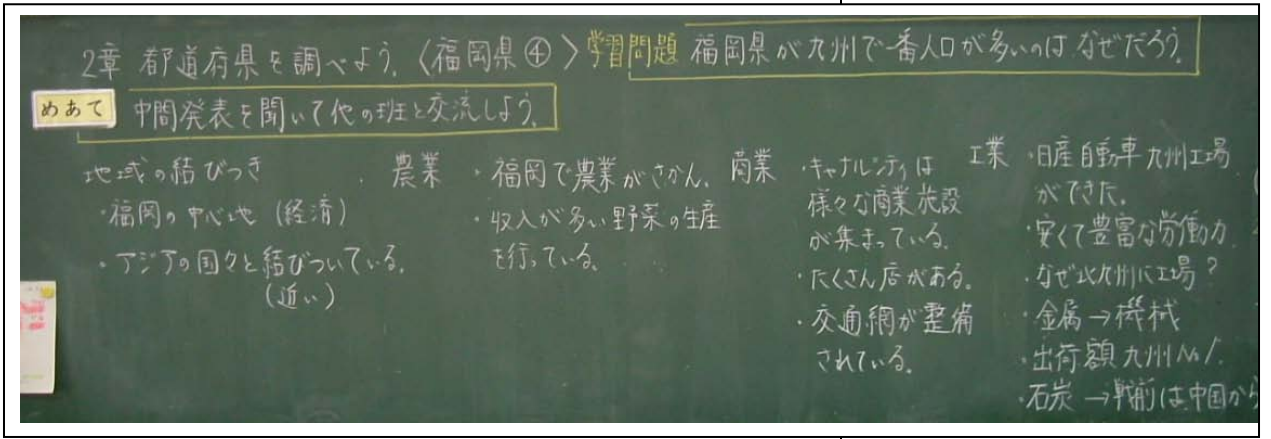 2章 都道府県を調べよう。〈福岡県④〉学習問題 福岡県が九州で一番人口が多いのはなぜだろう。
めあて 中間発表を聞いて他の班と交流しよう。
地域の結びつき
・福岡の中心地(経済)
・アジアの国々と結びついている。
(近い)
農業
・福岡で農業がさかん。
・収入が多い野菜の生産
を行っている。
商業
・キャナルシティは
様々な商業施設
が集まっている。
・たくさん店がある。
・交通網が整備
されている。
工業
・日産自動車九州工場
ができた。
・安くて豊富な労働力
・なぜ北九州に工場?
・金属→機械
・出荷額九州No1.
・石炭→戦前は中国から